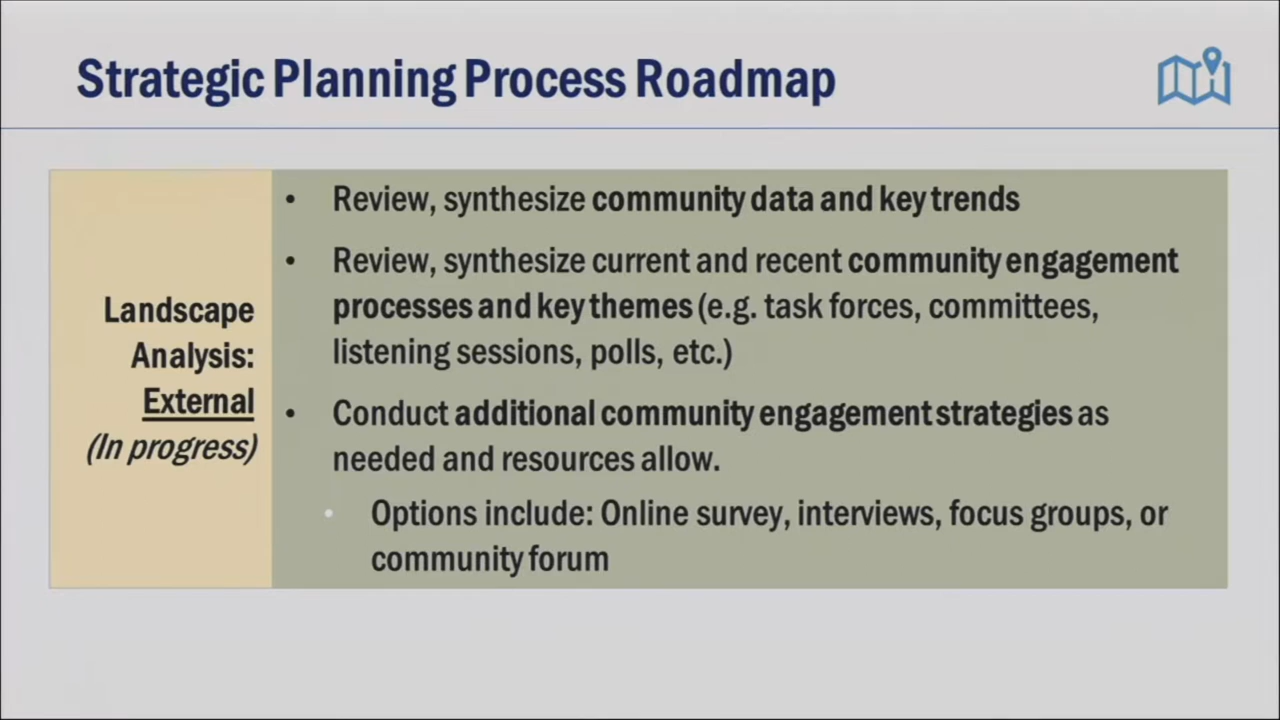 Strategic Planning Process Roadmap
Landscape
Analysis:
External
(In progress)
• Review, synthesize community data and key trends
• Review, synthesize current and recent community engagement
processes and key themes (e.g. task forces, committees,
listening sessions, polls, etc.)
• Conduct additional community engagement strategies as
needed and resources allow.
• Options include: Online survey, interviews, focus groups, or
community forum